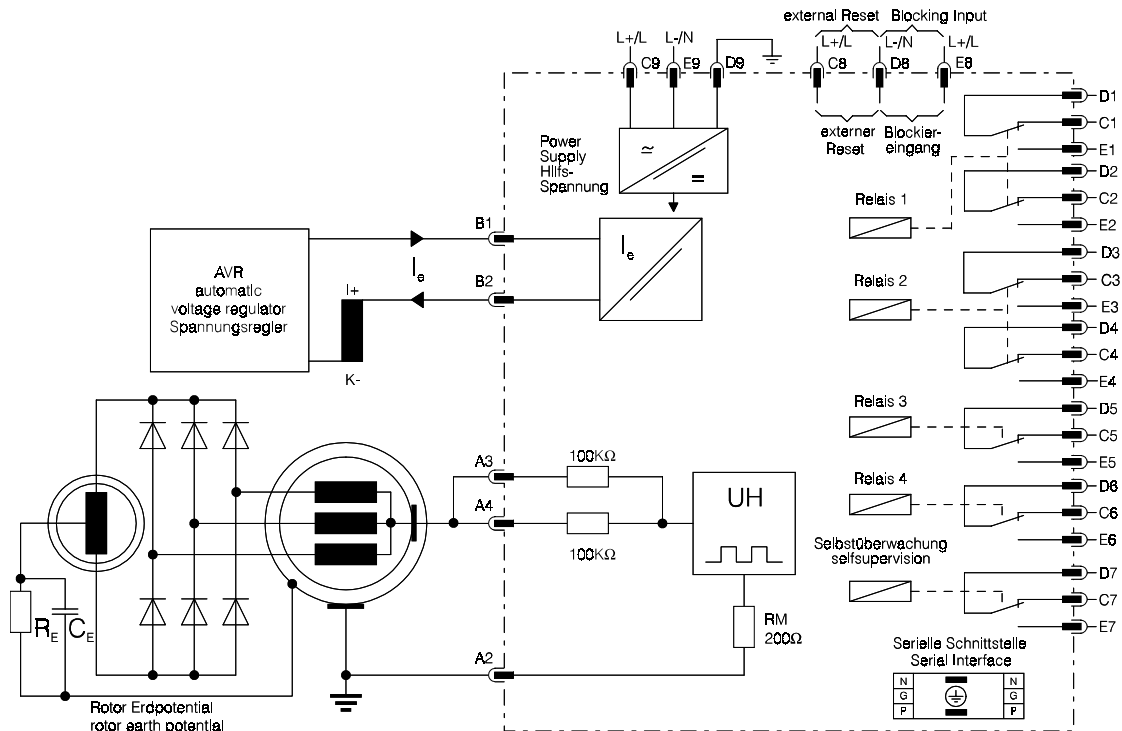 external Reset Blocking Input
L+/L L-/N L+/L L-/N L+/L
C9 E9 D9 C8 D8 E8
externer Reset
Blockier-eingang
Power
Supply
Hilfs-
Spannung
≃
=
D1
C1
E1
D2
C2
E2
D3
C3
E3
D4
C4
E4
D5
C5
E5
D6
C6
E6
D7
C7
E7
Relais 1
Relais 2
Relais 3
Relais 4
Selbstüberwachung
selfsupervision
B1
B2
Ie
Ie
AVR
automatic
voltage regulator
Spannungsregler
I+
K-
A3
A4
100KΩ
100KΩ
UH
RM
200Ω
A2
RE CE
Rotor Erdpotential
rotor earth potential
Serielle Schnittstelle
Serial Interface
N N
G G
P P